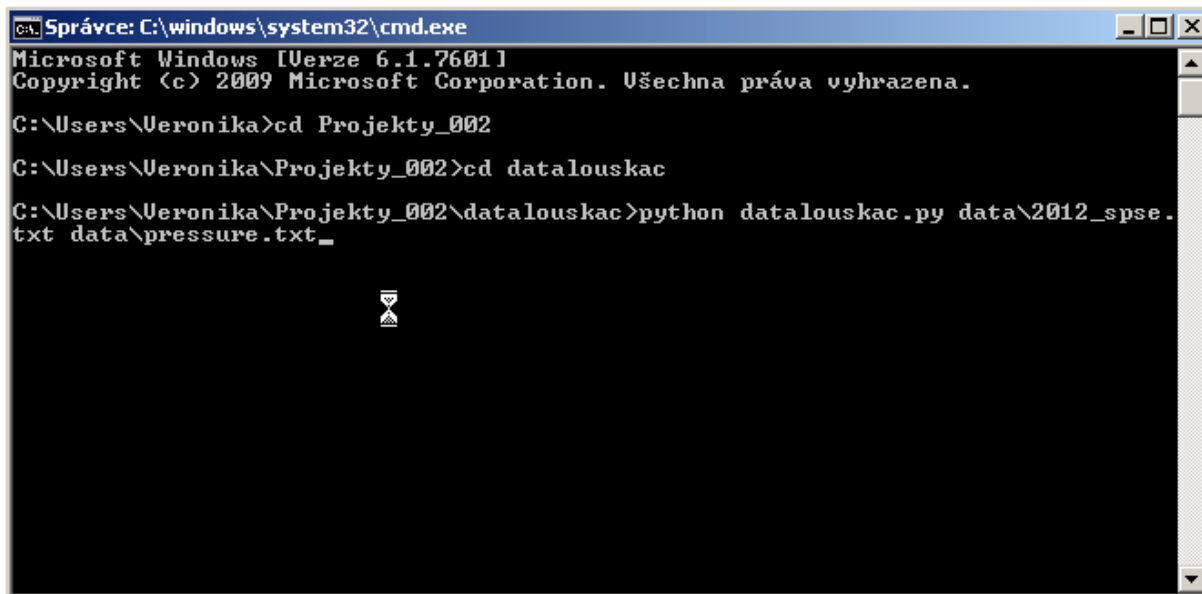 Správce: C:\windows\system32\cmd.exe
Microsoft Windows [Verze 6.1.7601]
Copyright (c) 2009 Microsoft Corporation. Všechna práva vyhrazena.
C:\Users\Veronika>cd Projekty_002
C:\Users\Veronika\Projekty_002>cd datalouskac
C:\Users\Veronika\Projekty_002\datalouskac>python datalouskac.py data\2012_spse.
txt data\pressure.txt